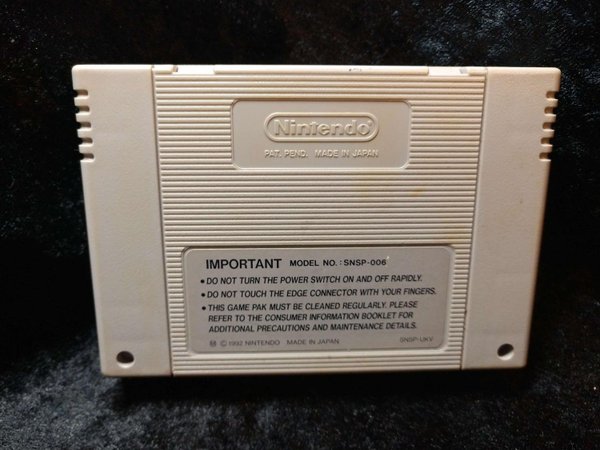 Nintendo
PAT. PEND. MADE IN JAPAN
IMPORTANT MODEL NO.: SNSP-006
• DO NOT TURN THE POWER SWITCH ON AND OFF RAPIDLY.
• DO NOT TOUCH THE EDGE CONNECTOR WITH YOUR FINGERS.
• THIS GAME PAK MUST BE CLEANED REGULARLY. PLEASE
REFER TO THE CONSUMER INFORMATION BOOKLET FOR
ADDITIONAL PRECAUTIONS AND MAINTENANCE DETAILS.
Ⓜ © 1992 NINTENDO MADE IN JAPAN SNSP-UKV